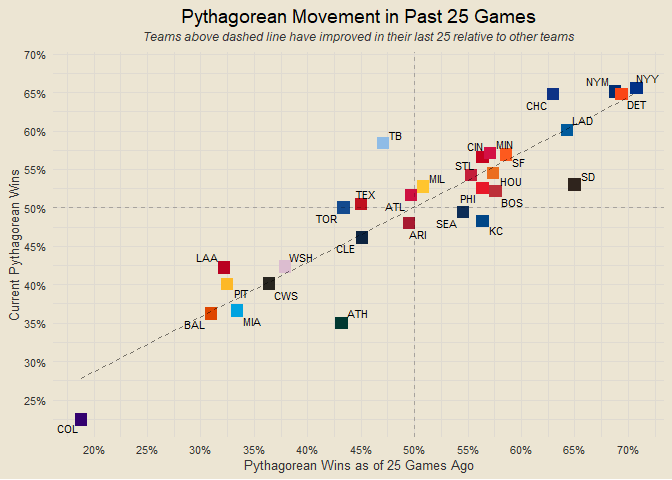 Pythagorean Movement in Past 25 Games
Teams above dashed line have improved in their last 25 relative to other teams
70%
NYY
NYM
65%
CHC
DET
LAD
60%
TB
CIN
MIN
55%
STL
SF
SD
MIL
HOU
TEX
PHI
BOS
50%
ATL
TOR
SEA
KC
ARI
45%
CLE
LAA
WSH
40%
PIT
CWS
35%
BAL
MIA
ATH
30%
25%
COL
20%
25%
30%
35%
40%
45%
50%
55%
60%
65%
70%
Current Pythagorean Wins
Pythagorean Wins as of 25 Games Ago